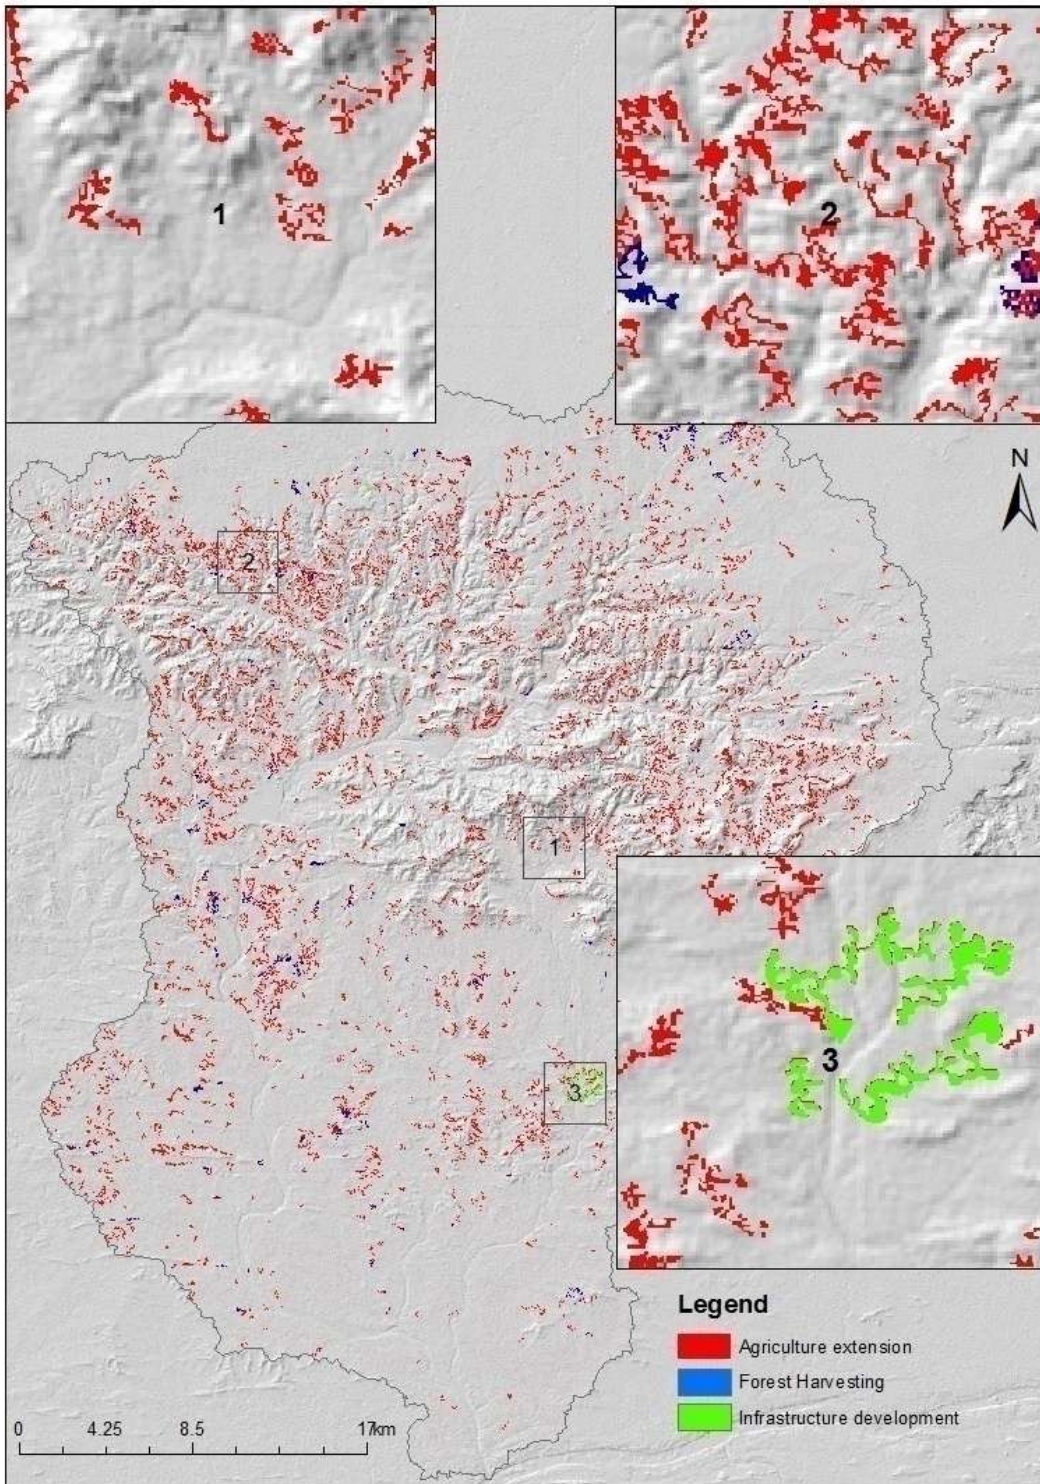 1
2
N
2
1
3
3
Legend
Agriculture extension
Forest Harvesting
Infrastructure development
0 4.25 8.5 17km